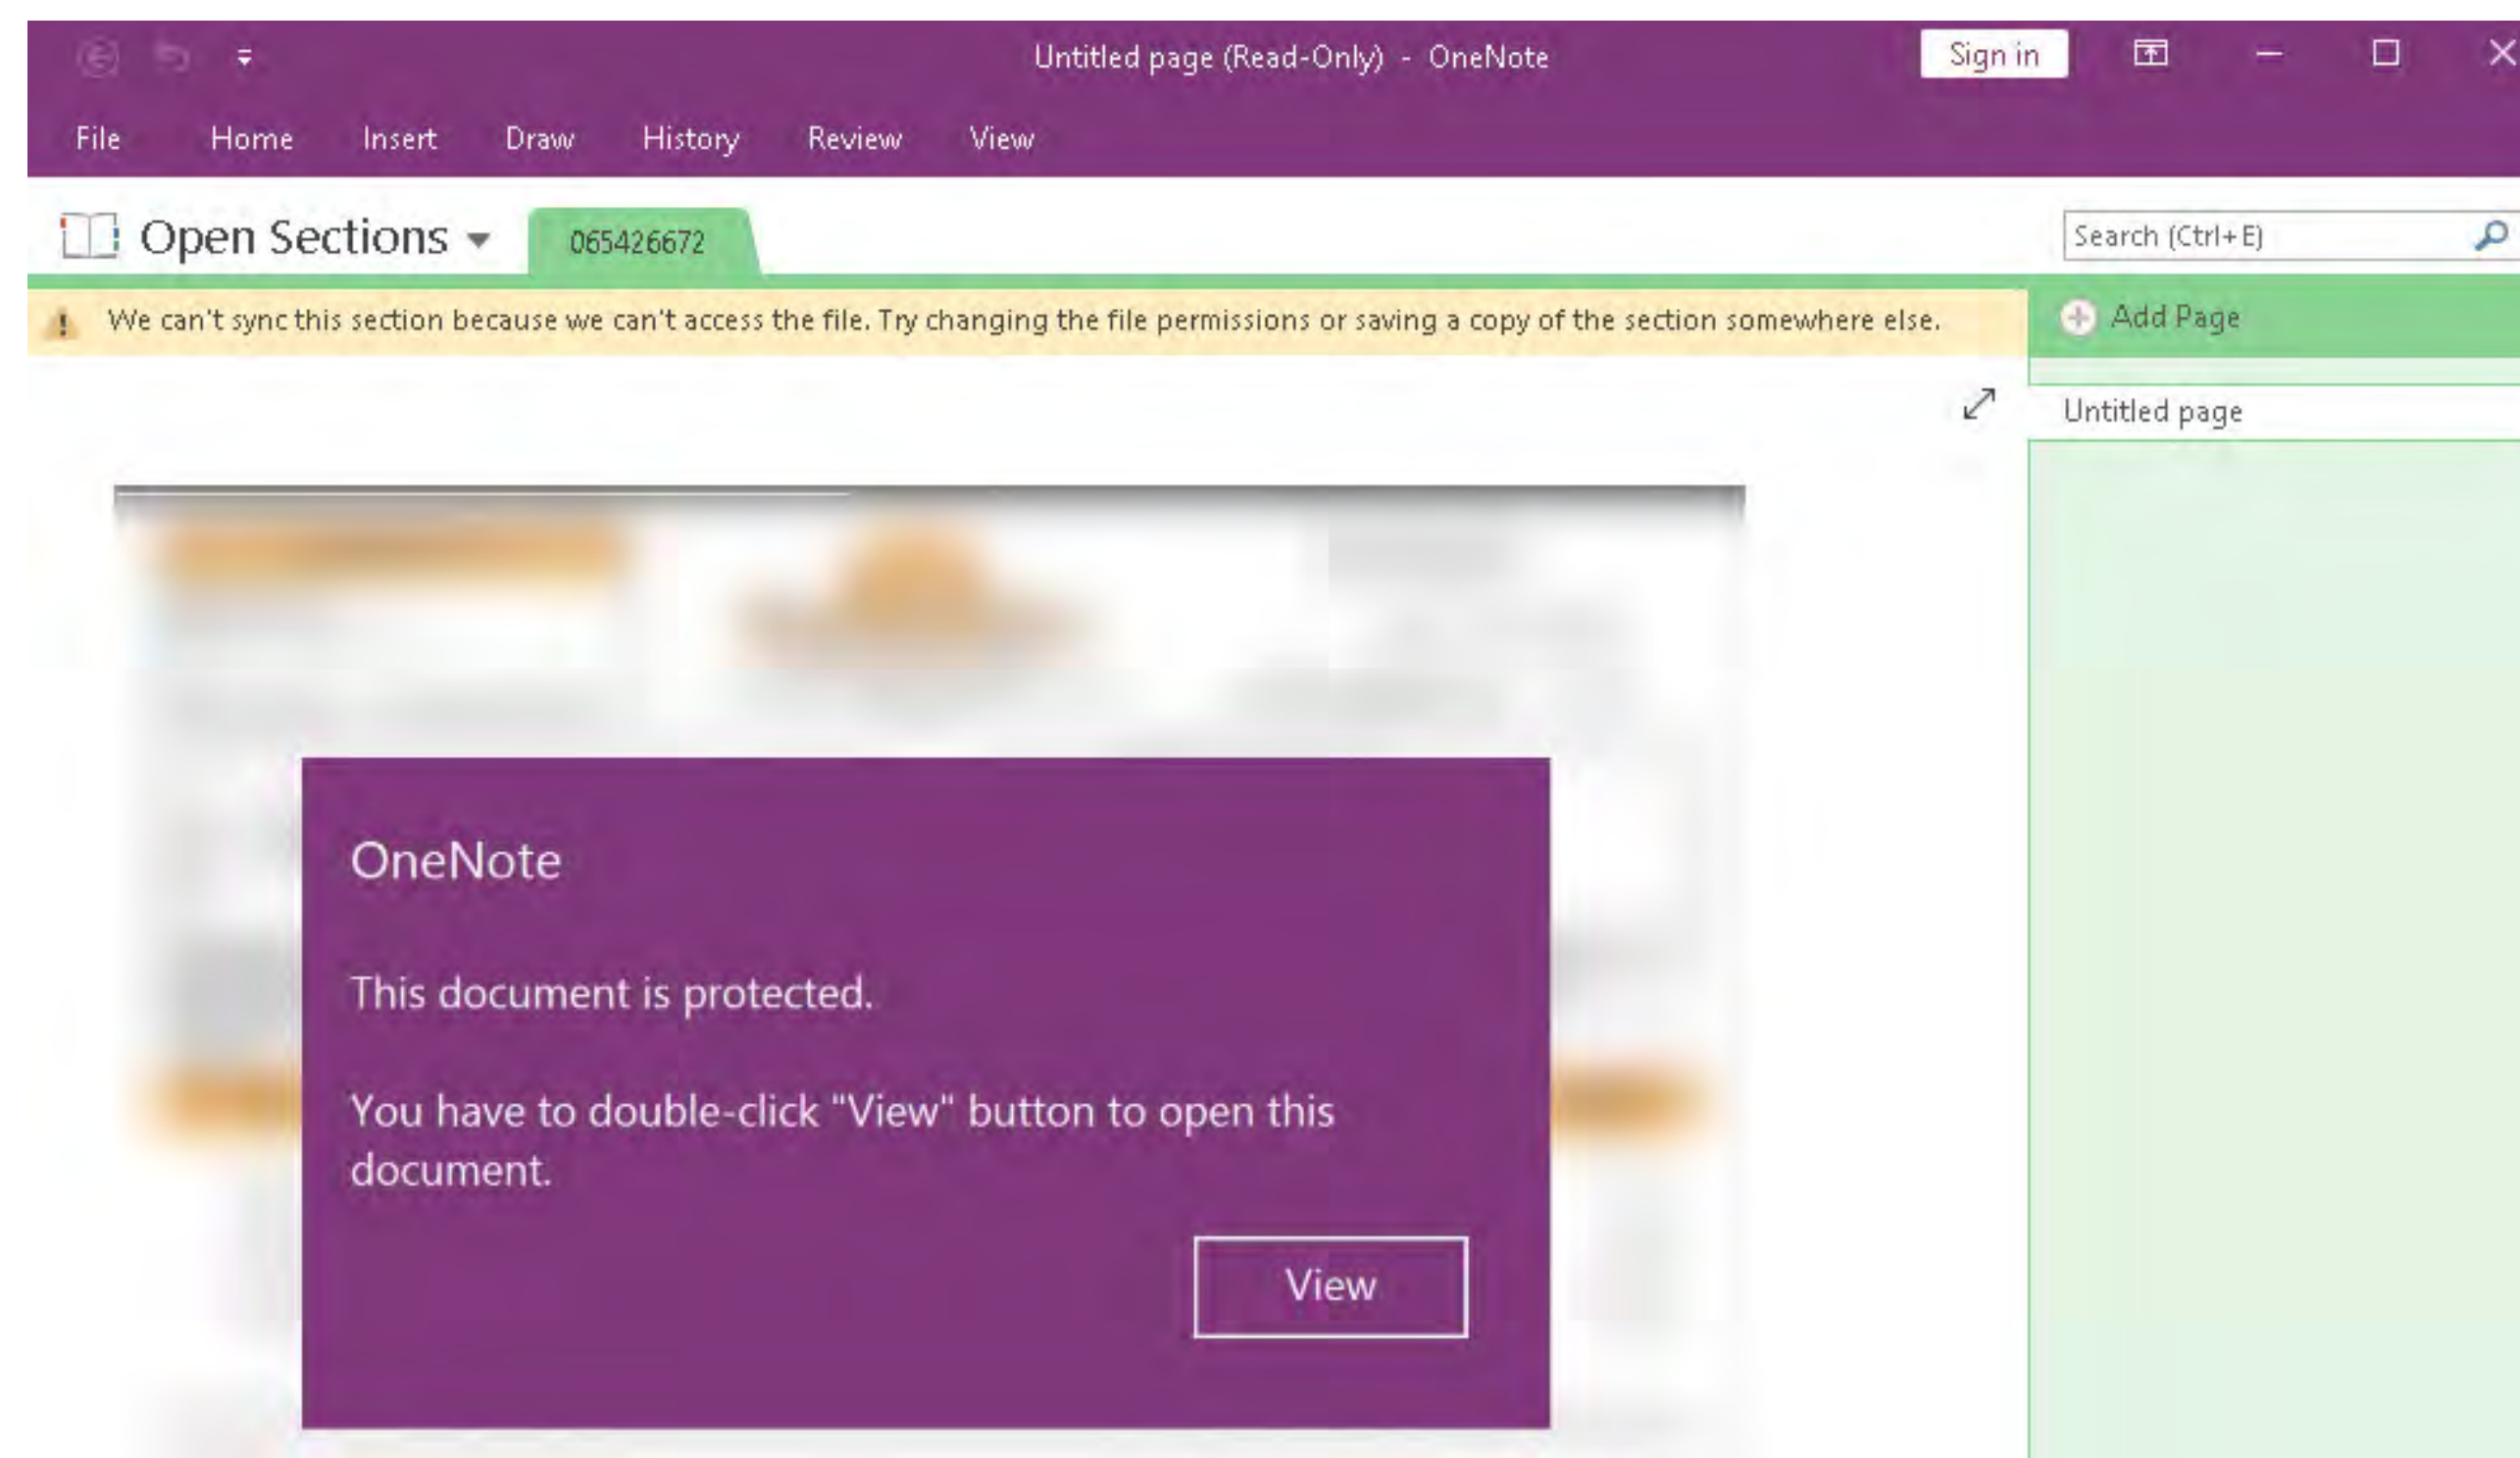 Untitled page (Read-Only) - OneNote
Sign in
File Home Insert Draw History Review View
Open Sections
065426672
Search (Ctrl+E)
We can't sync this section because we can't access the file. Try changing the file permissions or saving a copy of the section somewhere else.
Add Page
Untitled page
OneNote
This document is protected.
You have to double-click "View" button to open this
document.
View